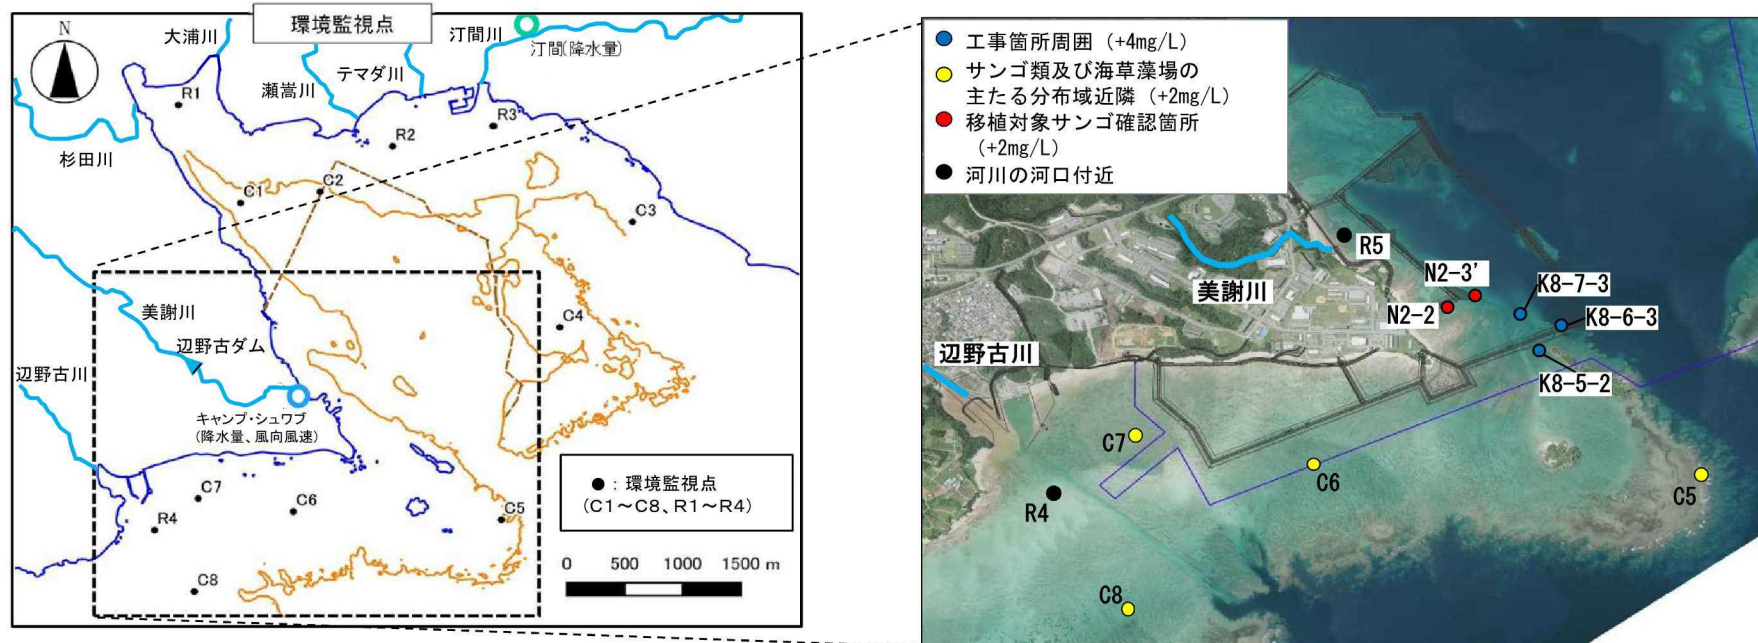 環境監視点
N
大浦川
汀間川
汀間(降水量)
テマダ川
瀬嵩川
R1
R2
R3
杉田川
C1
C2
C3
美謝川
C4
辺野古ダム
辺野古川
キャンプ・シュワブ
(降水量、風向風速)
C7
C6
C5
R4
C8
●：環境監視点
(C1～C8、R1～R4)
0 500 1000 1500 m
工事箇所周囲 (+4mg/L)
サンゴ類及び海草藻場の
主たる分布域近隣 (+2mg/L)
移植対象サンゴ確認箇所
(+2mg/L)
河川の河口付近
R5
美謝川
N2-3'
N2-2
K8-7-3
K8-6-3
K8-5-2
辺野古川
C7
C6
C5
R4
C8